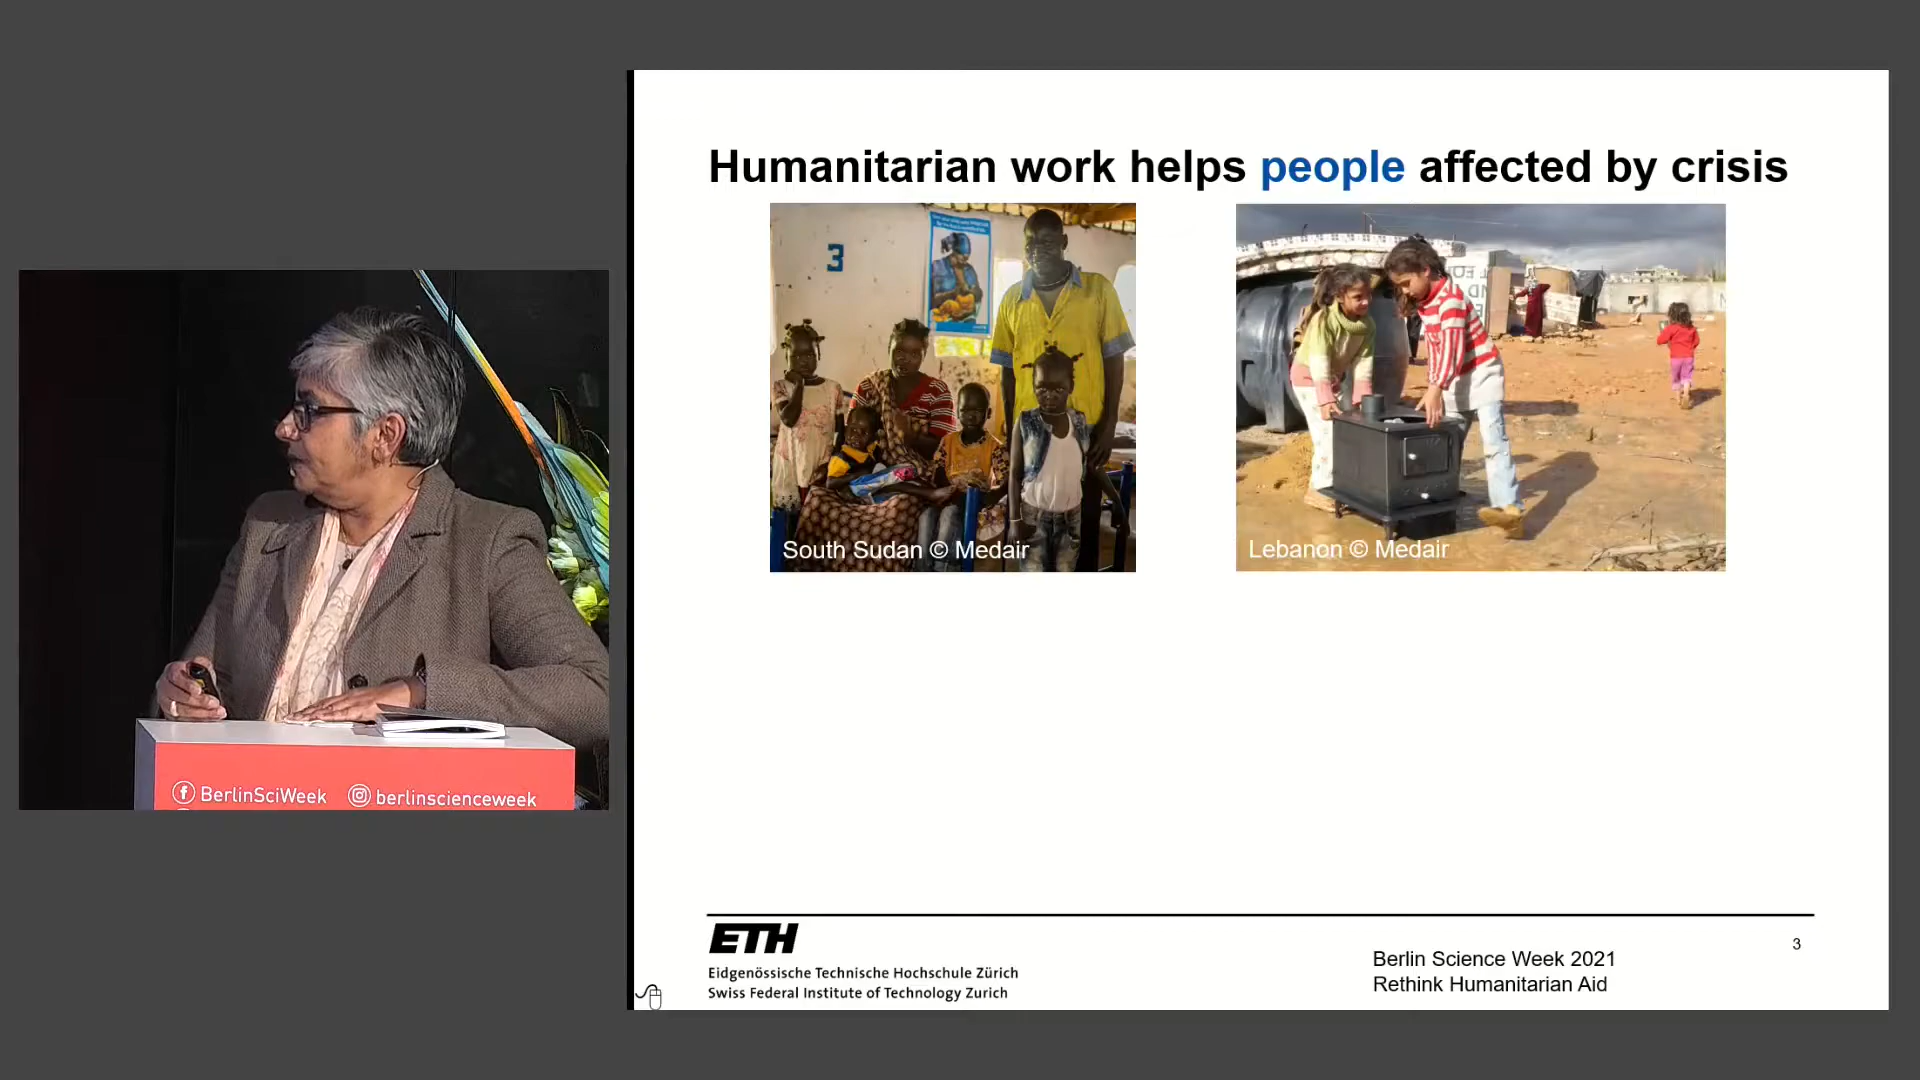 Humanitarian work helps people affected by crisis
3
South Sudan © Medair
Lebanon © Medair
BerlinSciWeek berlinscienceweek
ETH
Eidgenössische Technische Hochschule Zürich
Swiss Federal Institute of Technology Zurich
Berlin Science Week 2021
Rethink Humanitarian Aid
3